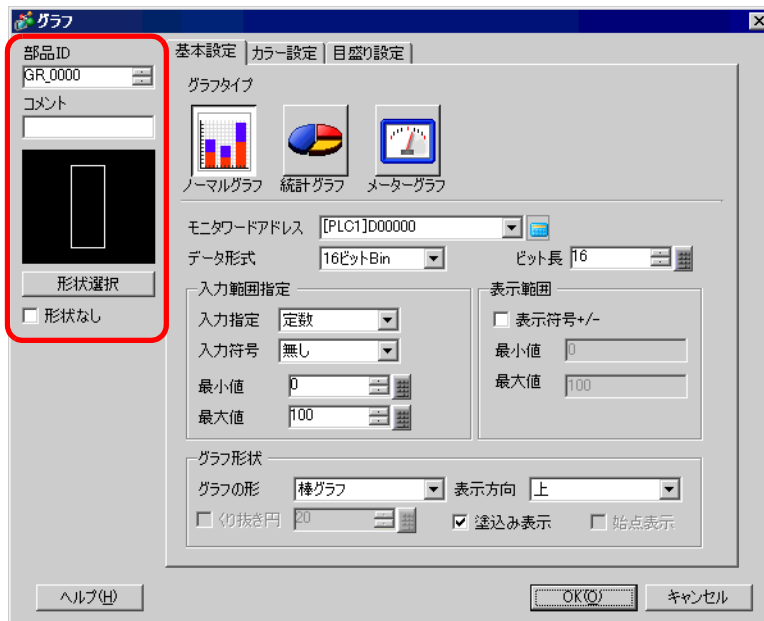 グラフ
部品ID
GR_0000
コメント
形状選択
形状なし
基本設定 カラー設定 目盛り設定
グラフタイプ
ノーマルグラフ 統計グラフ メーターグラフ
モニタワードアドレス [PLC1]D00000
データ形式 16ビットBin ビット長 16
入力範囲指定
入力指定 定数
入力符号 無し
最小値 0
最大値 100
表示範囲
表示符号+/-
最小値 0
最大値 100
グラフ形状
グラフの形 棒グラフ 表示方向 上
くり抜き円 20 塗込み表示 始点表示
ヘルプ(H) OK(O) キャンセル